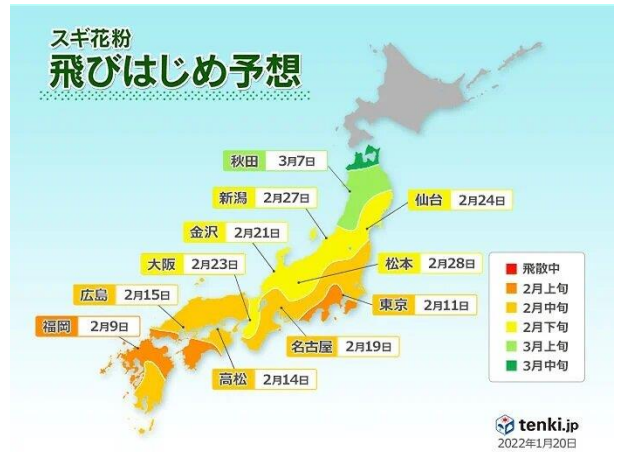 スギ花粉
飛びはじめ予想
秋田 3月7日
新潟 2月27日
仙台 2月24日
金沢 2月21日
大阪 2月23日
松本 2月28日
広島 2月15日
東京 2月11日
福岡 2月9日
名古屋 2月19日
高松 2月14日
飛散中
2月上旬
2月中旬
2月下旬
3月上旬
3月中旬
tenki.jp
2022年1月20日